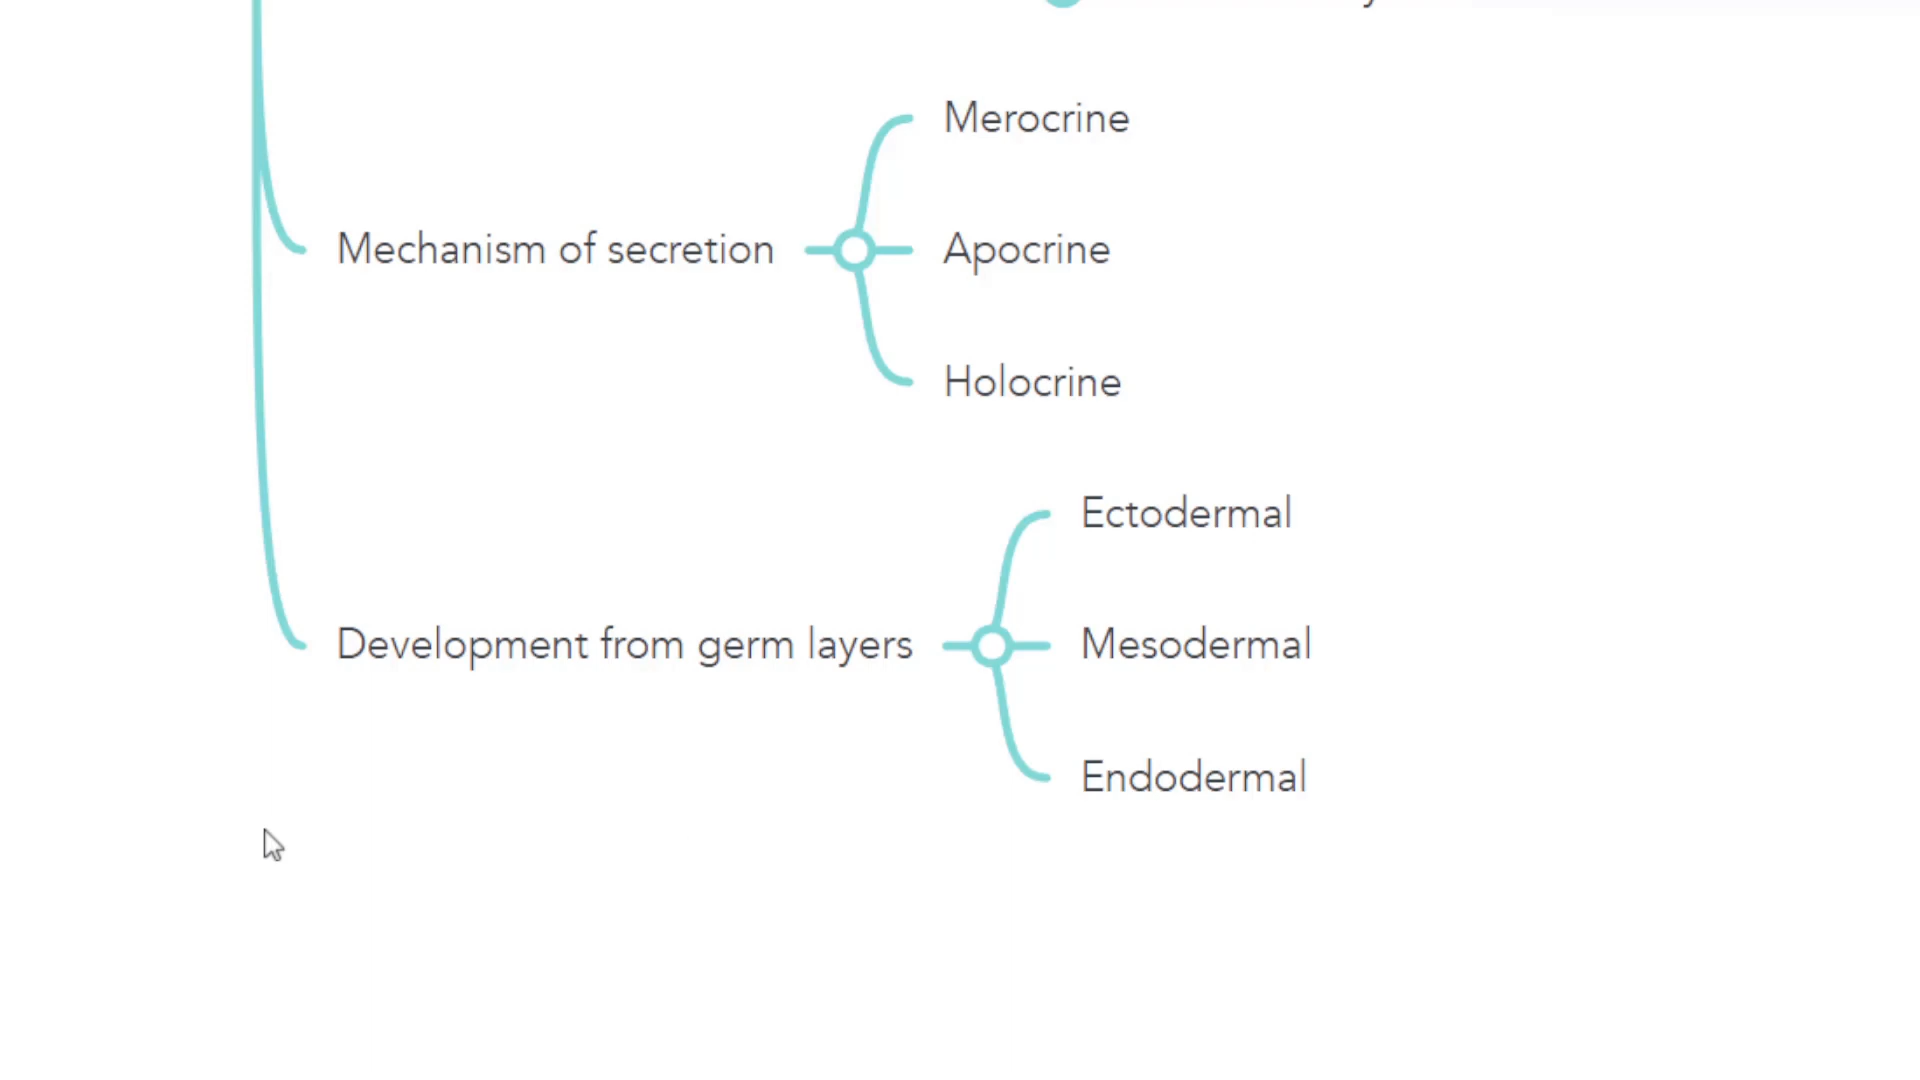 Merocrine
Mechanism of secretion
Apocrine
Holocrine
Ectodermal
Development from germ layers
Mesodermal
Endodermal